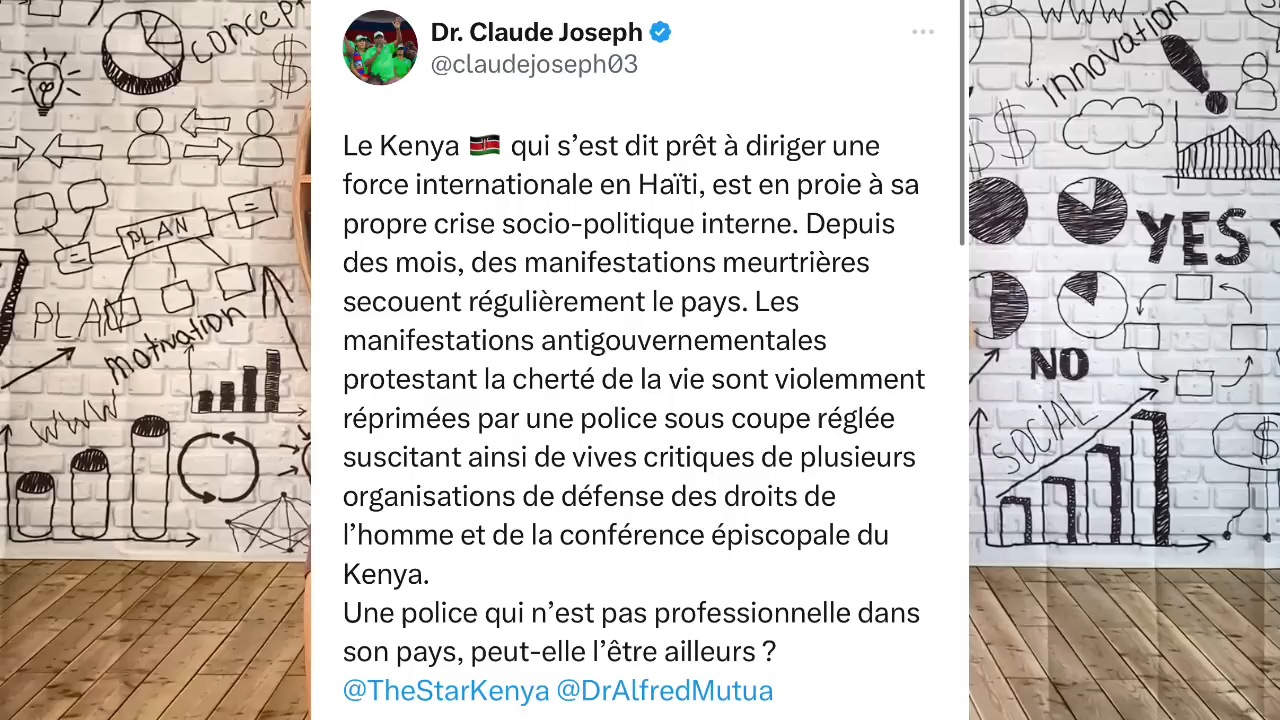 Dr. Claude Joseph
@claudejoseph03
Le Kenya 🇰🇪 qui s’est dit prêt à diriger une
force internationale en Haïti, est en proie à sa
propre crise socio-politique interne. Depuis
des mois, des manifestations meurtrières
secouent régulièrement le pays. Les
manifestations antigouvernementales
protestant la cherté de la vie sont violemment
réprimées par une police sous coupe réglée
suscitant ainsi de vives critiques de plusieurs
organisations de défense des droits de
l’homme et de la conférence épiscopale du
Kenya.
Une police qui n’est pas professionnelle dans
son pays, peut-elle l’être ailleurs ?
@TheStarKenya @DrAlfredMutua
concept
$
PLAN
PLAN
motivation
WWW
WWW
innovation
$$
YES
NO
SOCIAL
$